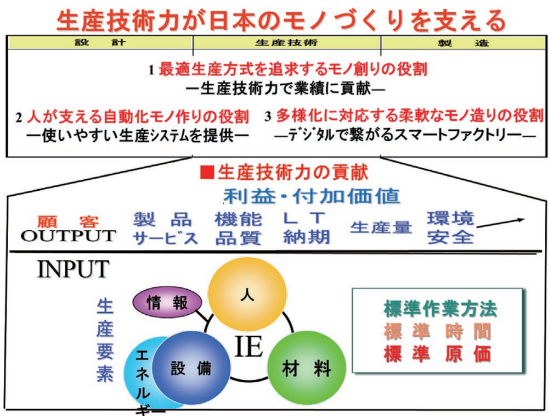 生産技術力が日本のモノづくりを支える
設計 生産技術 製造
1 最適生産方式を追求するモノ創りの役割
ー生産技術力で業績に貢献―
2 人が支える自動化モノ作りの役割
ー使いやすい生産システムを提供ー
3 多様化に対応する柔軟なモノ造りの役割
―デジタルで繋がるスマートファクトリーー
■生産技術力の貢献
利益・付加価値
顧客
OUTPUT
製品
サービス
機能
品質
LT
納期
生産量
環境
安全
INPUT
生産要素
情報
人
IE
設備
材料
エネルギー
標準作業方法
標準時間
標準原価